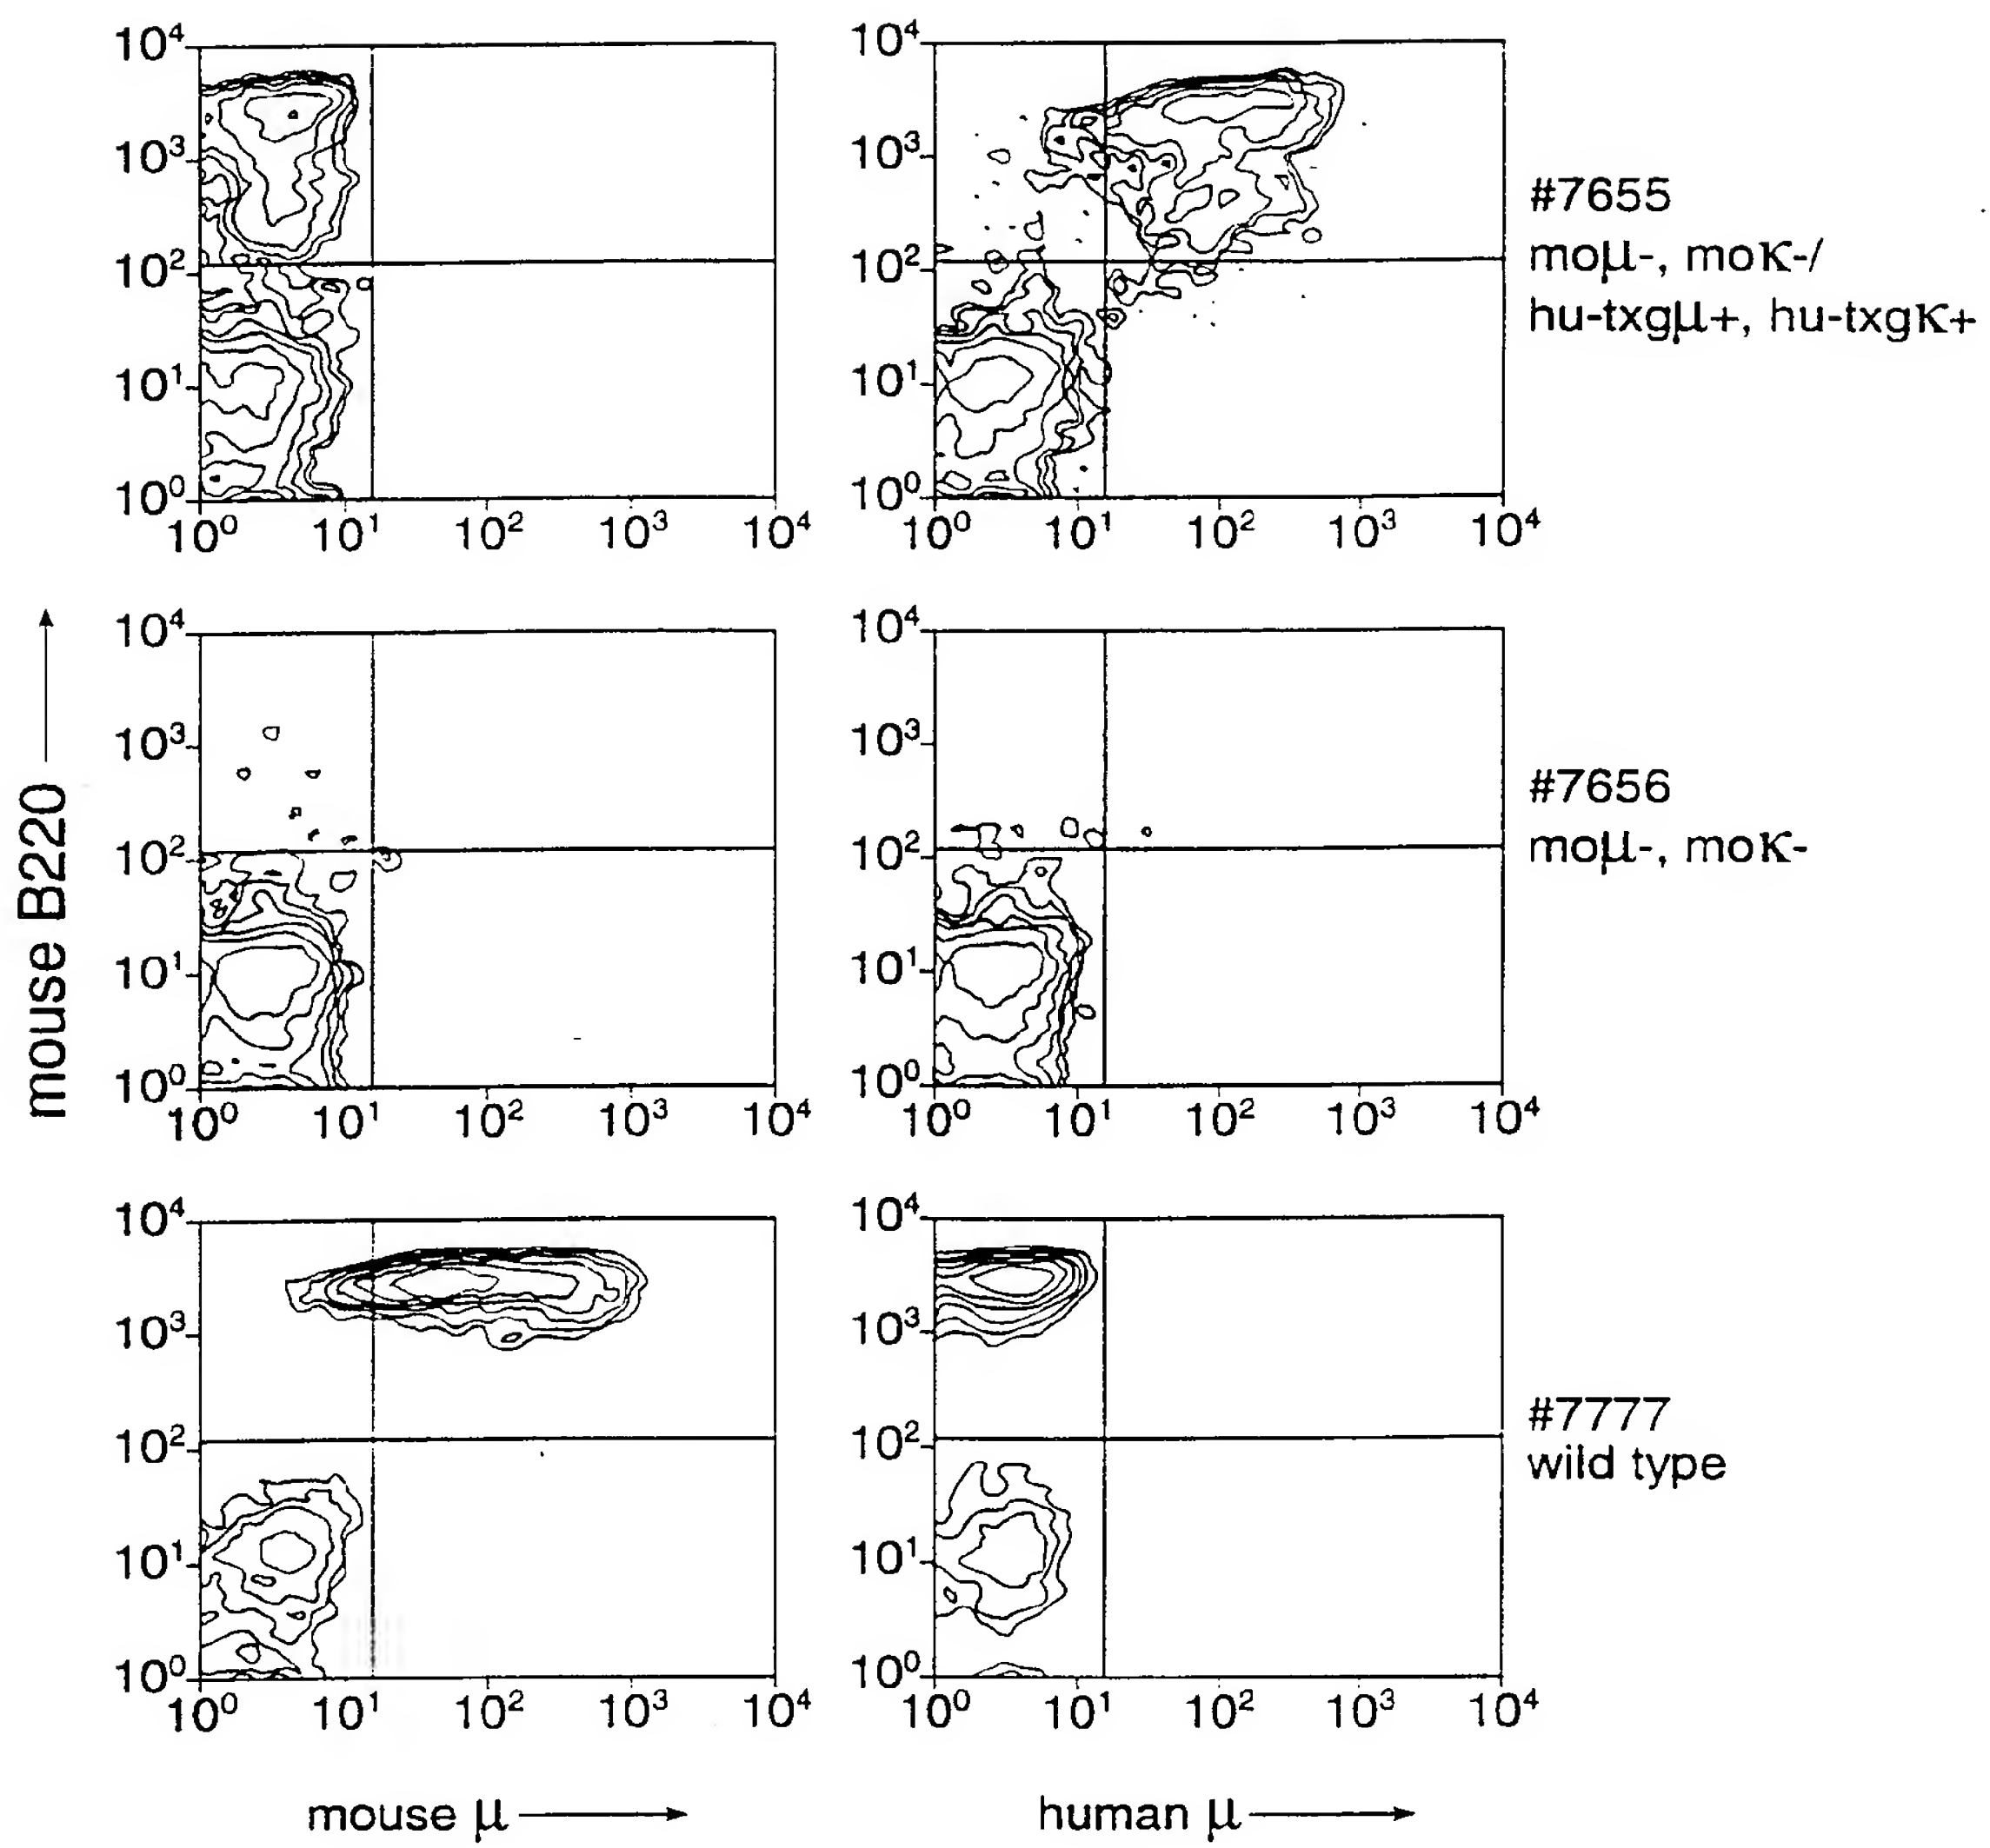 10⁴ 10⁴
10³ 10³
10² 10²
10¹ 10¹
10⁰ 10⁰
10⁰ 10¹ 10² 10³ 10⁴ 10⁰ 10¹ 10² 10³ 10⁴
#7655
moμ-, moκ-/
hu-txgμ+, hu-txgκ+
mouse B220
10⁴ 10⁴
10³ 10³
10² 10²
10¹ 10¹
10⁰ 10⁰
10⁰ 10¹ 10² 10³ 10⁴ 10⁰ 10¹ 10² 10³ 10⁴
#7656
moμ-, moκ-
10⁴ 10⁴
10³ 10³
10² 10²
10¹ 10¹
10⁰ 10⁰
10⁰ 10¹ 10² 10³ 10⁴ 10⁰ 10¹ 10² 10³ 10⁴
#7777
wild type
mouse μ
human μ